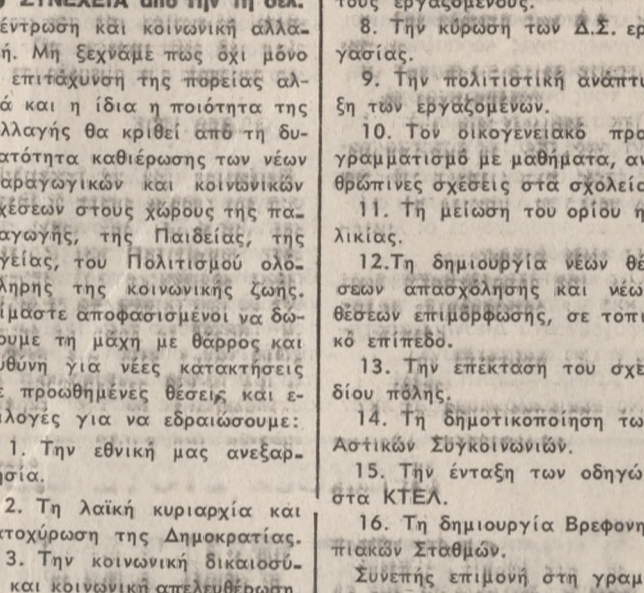 ΣΥΝΕΧΕΙΑ από την 1η σελ.
έντρωση και κοινωνική αλλα-
ή. Μη ξεχνάμε πως όχι μόνο
επιτάχυνση της πορείας αλ-
ά και η ίδια η ποιότητα της
λλαγής θα κριθεί από τη δυ-
ατότητα καθιέρωσης των νέων
αραγωγικών και κοινωνικών
χέσεων στους χώρους της πα-
αγωγής, της Παιδείας, της
γείας, του Πολιτισμού ολό-
ληρης της κοινωνικής ζωής.
ίμαστε αποφασισμένοι να δώ-
ουμε τη μάχη με θάρρος και
υθύνη για νέες κατακτήσεις
ε προωθημένες θέσεις και ε-
ιλογές για να εδραιώσουμε:
1. Την εθνική μας ανεξαρ-
ησία.
2. Τη λαϊκή κυριαρχία και
ατοχύρωση της Δημοκρατίας.
3. Την κοινωνική δικαιοσύ-
και κοινωνική απελευθέρωση
τους εργαζομένους.
8. Την κύρωση των Δ.Σ. ερ
γασίας.
9. Την πολιτιστική ανάπτυ
ξη των εργαζομένων.
10. Τον οικογενειακό προ
γραμματισμό με μαθήματα, αν
θρώπινες σχέσεις στα σχολεία
11. Τη μείωση του ορίου η
λικίας.
12.Τη δημιουργία νέων θέ
σεων απασχόλησης και νέω
θέσεων επιμόρφωσης, σε τοπι
κό επίπεδο.
13. Την επέκταση του σχε
δίου πόλης.
14. Τη δημοτικοποίηση τω
Αστικών Συγκοινωνιών.
15. Την ένταξη των οδηγώ
στα ΚΤΕΛ.
16. Τη δημιουργία Βρεφονη
πιακών Σταθμών.
Συνεπής επιμονή στη γραμ